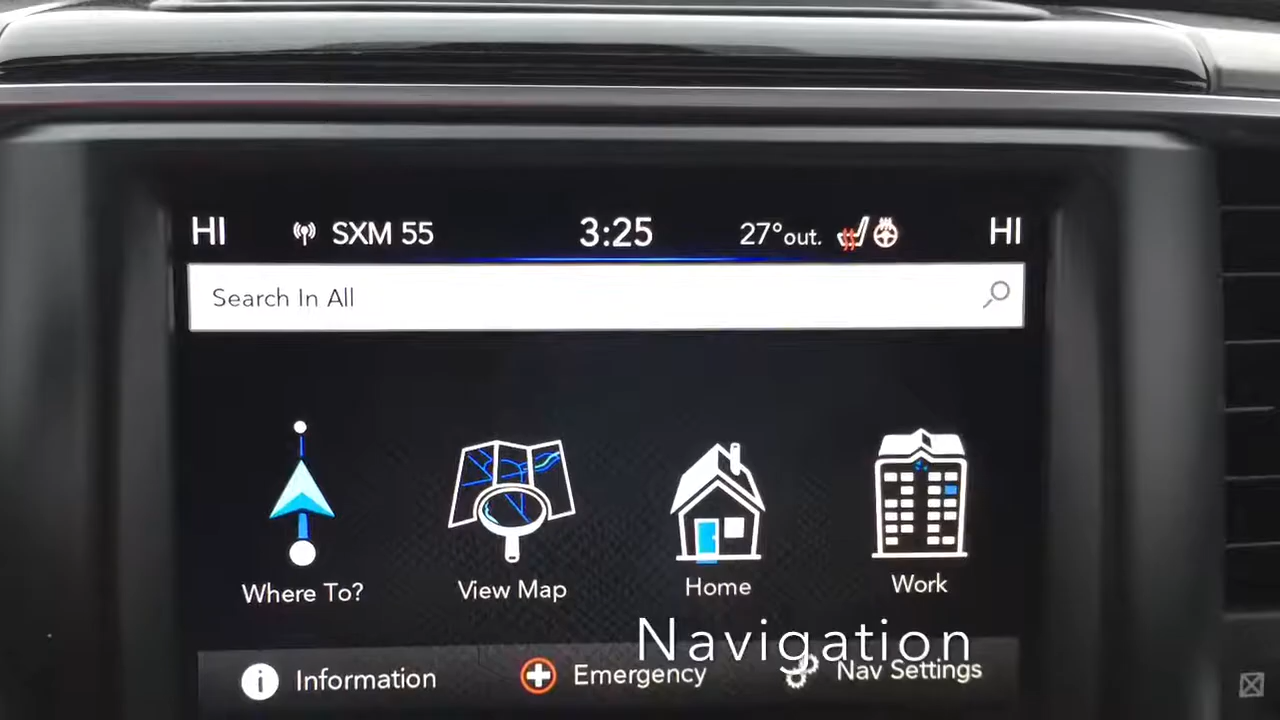 HI SXM 55 3:25 27°out. HI
Search In All
Where To? View Map Home Work
Navigation
Information Emergency Nav Settings